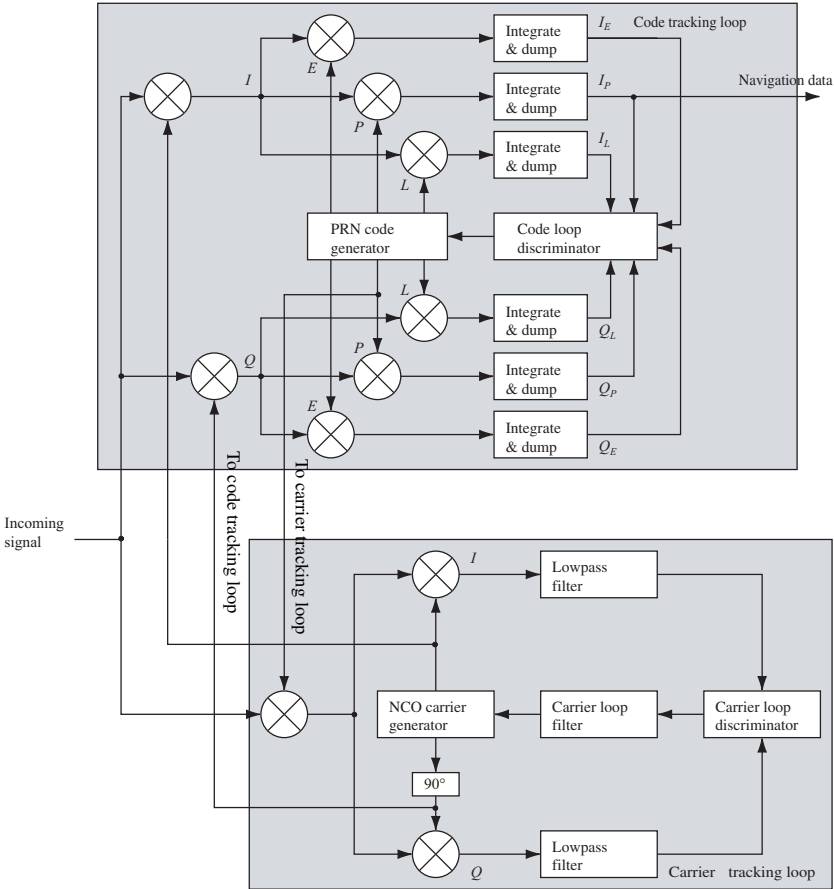 I_E Code tracking loop
Integrate
& dump
E
I
Integrate
& dump
I_P
Navigation data
P
Integrate
& dump
I_L
L
PRN code
generator
Code loop
discriminator
L
Integrate
& dump
Q_L
Q
P
Integrate
& dump
Q_P
E
Integrate
& dump
Q_E
To code tracking loop
To carrier tracking loop
Incoming
signal
I
Lowpass
filter
NCO carrier
generator
Carrier loop
filter
Carrier loop
discriminator
90°
Q
Lowpass
filter
Carrier tracking loop